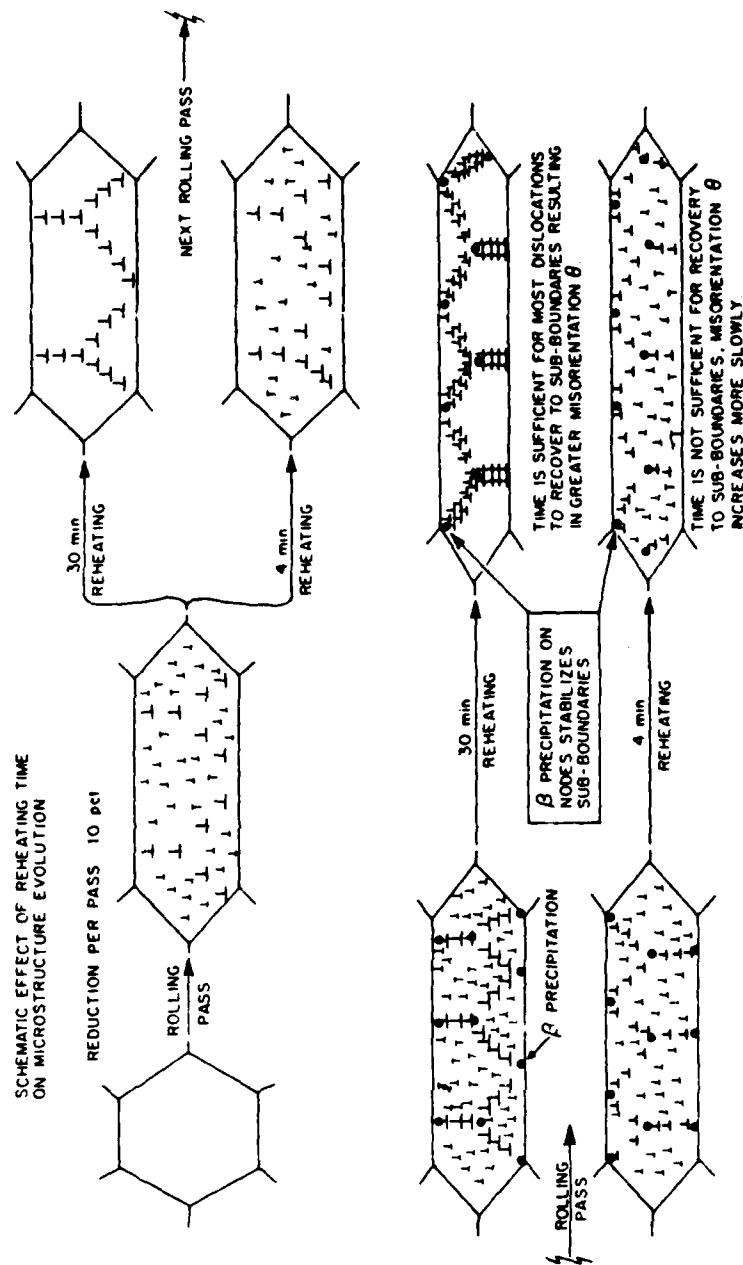 SCHEMATIC EFFECT OF REHEATING TIME
ON MICROSTRUCTURE EVOLUTION
REDUCTION PER PASS 10 pct
ROLLING
PASS
30 min
REHEATING
4 min
REHEATING
NEXT ROLLING PASS
ROLLING
PASS
β PRECIPITATION
30 min
REHEATING
β PRECIPITATION ON
NODES STABILIZES
SUB-BOUNDARIES
4 min
REHEATING
TIME IS SUFFICIENT FOR MOST DISLOCATIONS
TO RECOVER TO SUB-BOUNDARIES RESULTING
IN GREATER MISORIENTATION θ
TIME IS NOT SUFFICIENT FOR RECOVERY
TO SUB-BOUNDARIES, MISORIENTATION θ
INCREASES MORE SLOWLY